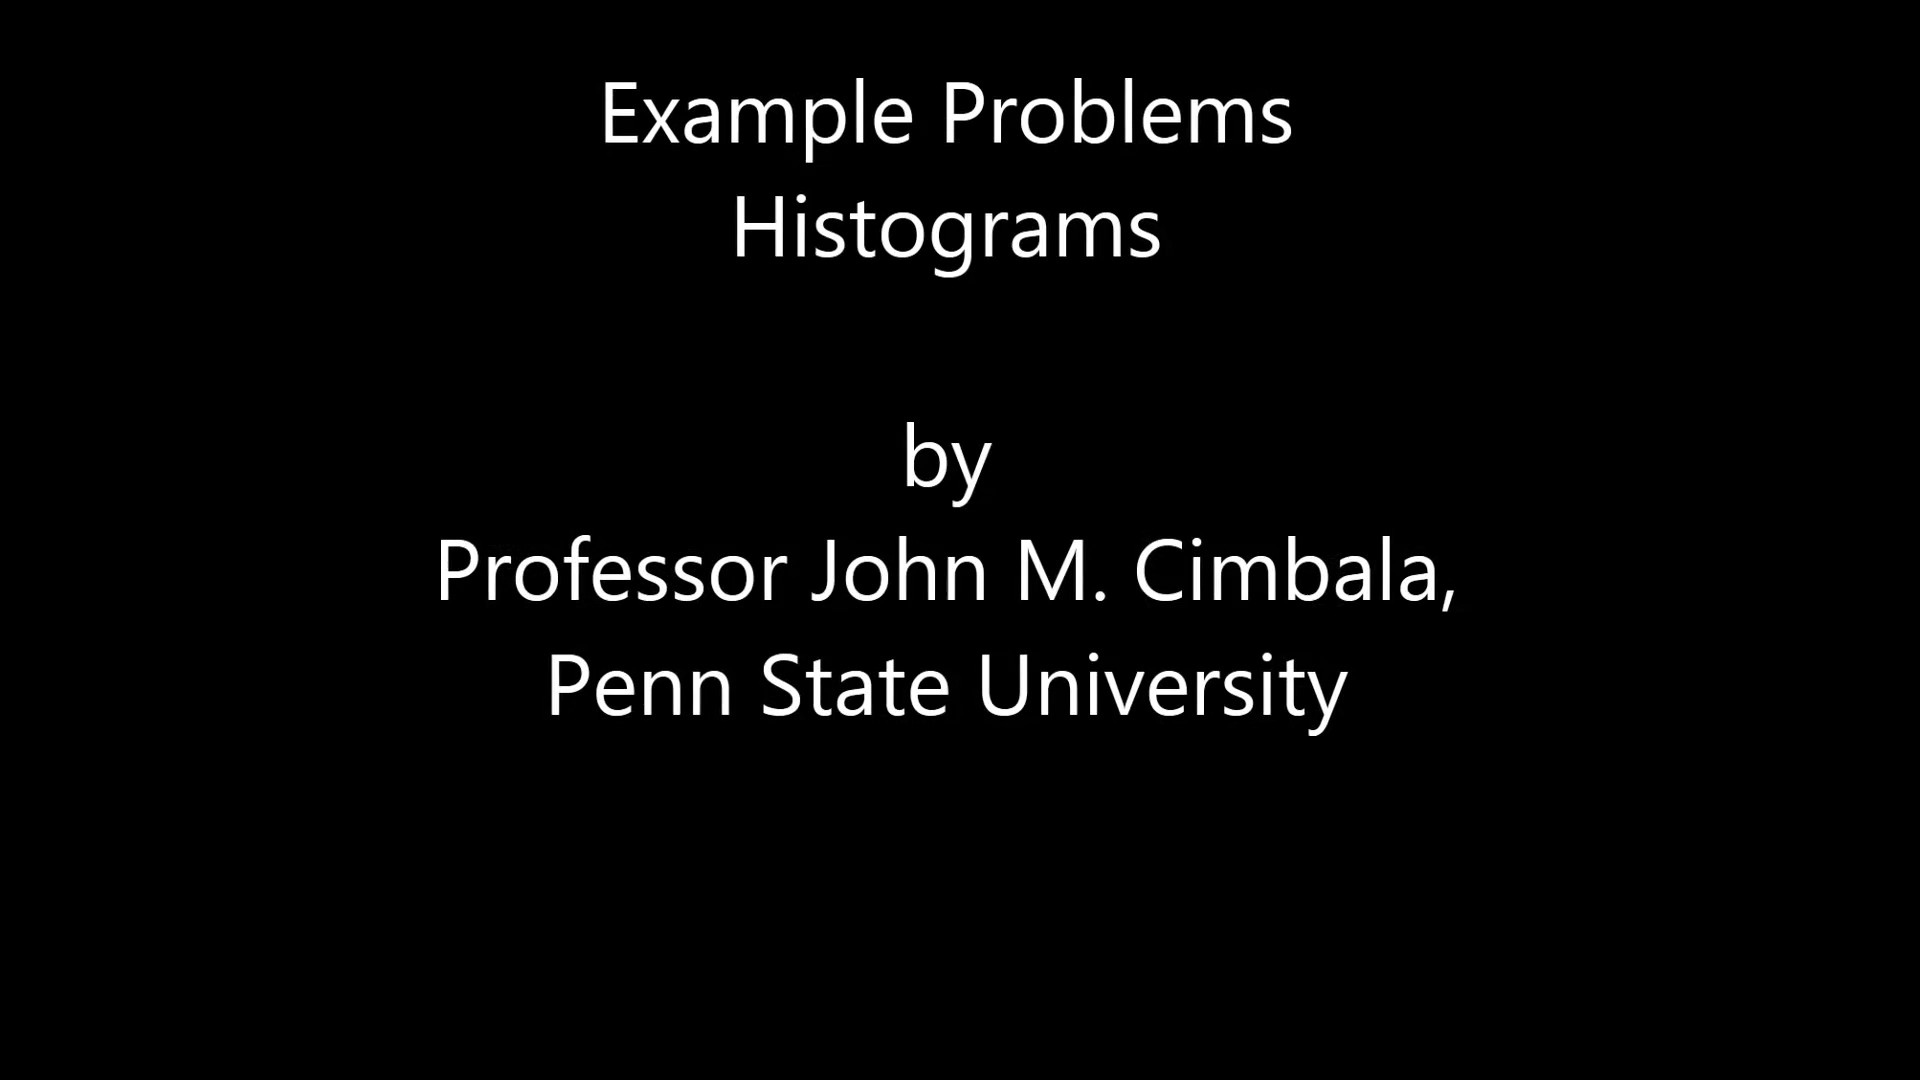 Example Problems
Histograms
by
Professor John M. Cimbala,
Penn State University